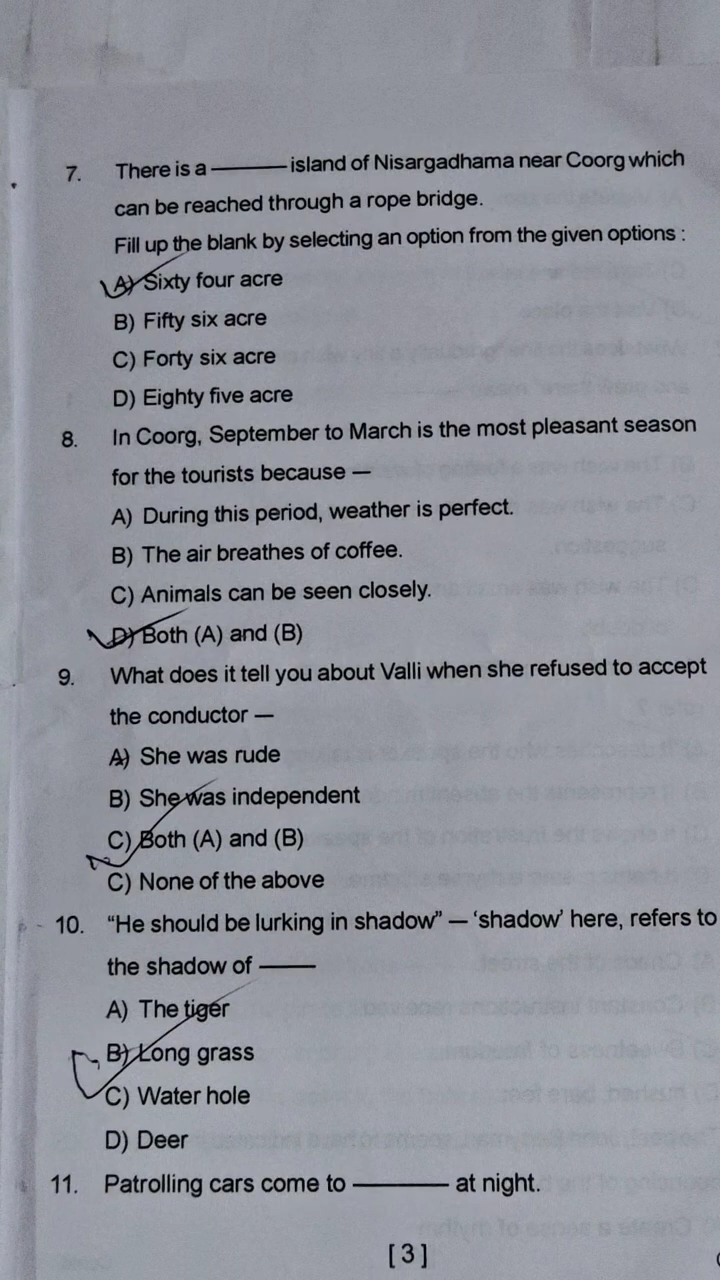 7. There is a ———— island of Nisargadhama near Coorg which
can be reached through a rope bridge.
Fill up the blank by selecting an option from the given options :
A) Sixty four acre
B) Fifty six acre
C) Forty six acre
D) Eighty five acre
8. In Coorg, September to March is the most pleasant season
for the tourists because —
A) During this period, weather is perfect.
B) The air breathes of coffee.
C) Animals can be seen closely.
D) Both (A) and (B)
9. What does it tell you about Valli when she refused to accept
the conductor —
A) She was rude
B) She was independent
C) Both (A) and (B)
C) None of the above
10. “He should be lurking in shadow” — ‘shadow’ here, refers to
the shadow of ———
A) The tiger
B) Long grass
C) Water hole
D) Deer
11. Patrolling cars come to ———— at night.
[3]